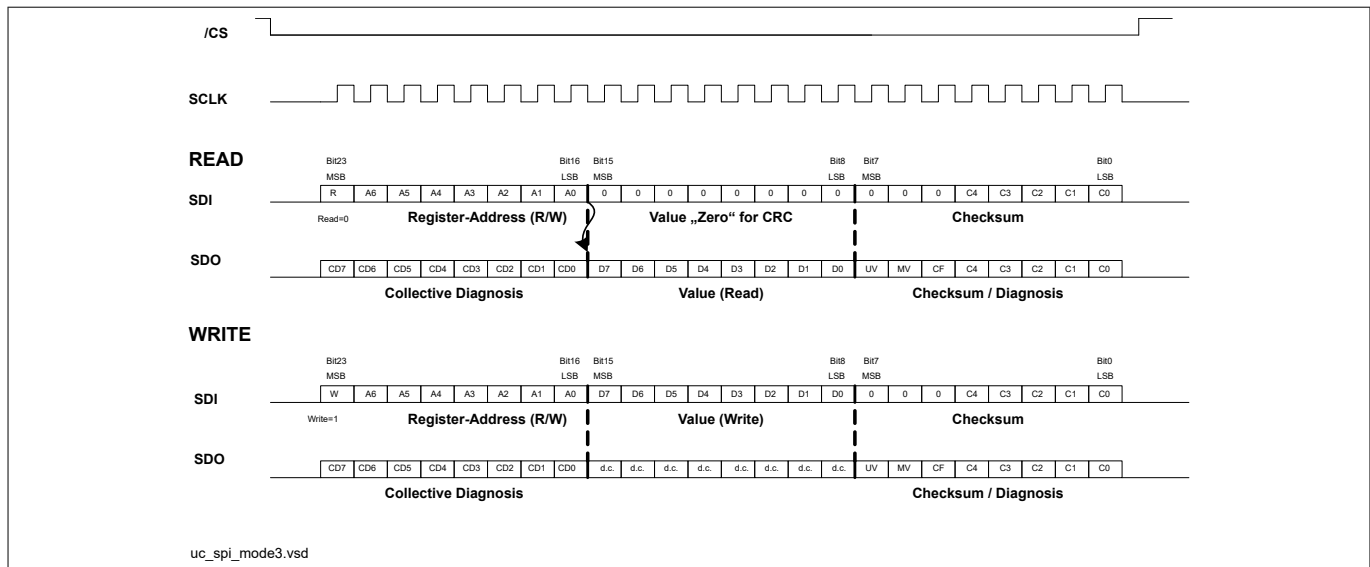 /CS
SCLK
READ
Bit23 Bit16 Bit15 Bit8 Bit7 Bit0
MSB LSB MSB LSB MSB LSB
SDI R A6 A5 A4 A3 A2 A1 A0 0 0 0 0 0 0 0 0 0 0 0 C4 C3 C2 C1 C0
Read=0 Register-Address (R/W) Value „Zero“ for CRC Checksum
SDO CD7 CD6 CD5 CD4 CD3 CD2 CD1 CD0 D7 D6 D5 D4 D3 D2 D1 D0 UV MV CF C4 C3 C2 C1 C0
Collective Diagnosis Value (Read) Checksum / Diagnosis
WRITE
Bit23 Bit16 Bit15 Bit8 Bit7 Bit0
MSB LSB MSB LSB MSB LSB
SDI W A6 A5 A4 A3 A2 A1 A0 D7 D6 D5 D4 D3 D2 D1 D0 0 0 0 C4 C3 C2 C1 C0
Write=1 Register-Address (R/W) Value (Write) Checksum
SDO CD7 CD6 CD5 CD4 CD3 CD2 CD1 CD0 d.c. d.c. d.c. d.c. d.c. d.c. d.c. d.c. UV MV CF C4 C3 C2 C1 C0
Collective Diagnosis Checksum / Diagnosis
uc_spi_mode3.vsd